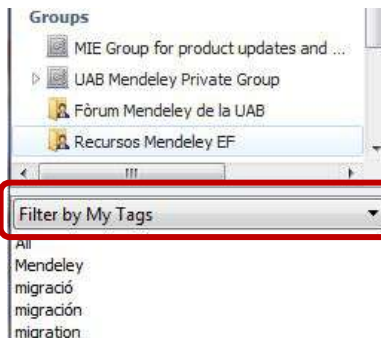 Groups
MIE Group for product updates and ...
UAB Mendeley Private Group
Fòrum Mendeley de la UAB
Recursos Mendeley EF
Filter by My Tags
All
Mendeley
migració
migración
migration